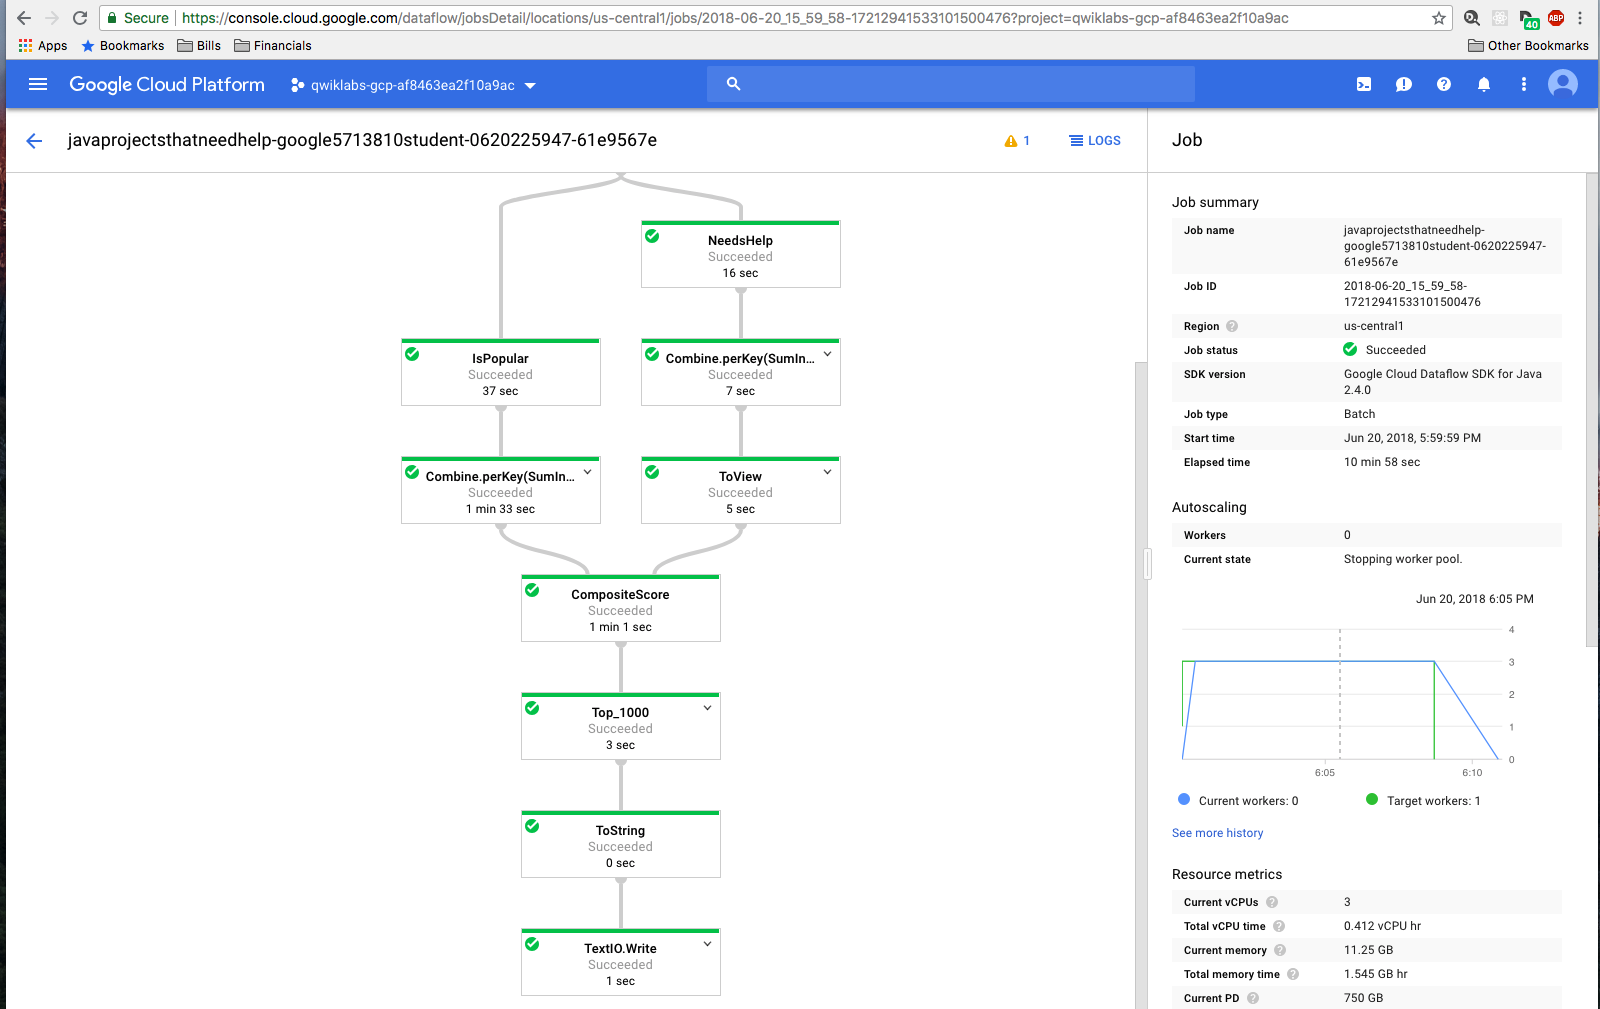 Secure
https://console.cloud.google.com/dataflow/jobsDetail/locations/us-central1/jobs/2018-06-20_15_59_58-17212941533101500476?project=qwiklabs-gcp-af8463ea2f10a9ac
40
ABP
Apps
Bookmarks
Bills
Financials
Other Bookmarks
Google Cloud Platform
qwiklabs-gcp-af8463ea2f10a9ac
javaprojectsthatneedhelp-google5713810student-0620225947-61e9567e
1
LOGS
NeedsHelp
Succeeded
16 sec
IsPopular
Succeeded
37 sec
Combine.perKey(SumIn...
Succeeded
7 sec
Combine.perKey(SumIn...
Succeeded
1 min 33 sec
ToView
Succeeded
5 sec
CompositeScore
Succeeded
1 min 1 sec
Top_1000
Succeeded
3 sec
ToString
Succeeded
0 sec
TextIO.Write
Succeeded
1 sec
Job
Job summary
Job name
javaprojectsthatneedhelp-
google5713810student-0620225947-
61e9567e
Job ID
2018-06-20_15_59_58-
17212941533101500476
Region
us-central1
Job status
Succeeded
SDK version
Google Cloud Dataflow SDK for Java
2.4.0
Job type
Batch
Start time
Jun 20, 2018, 5:59:59 PM
Elapsed time
10 min 58 sec
Autoscaling
Workers
0
Current state
Stopping worker pool.
Jun 20, 2018 6:05 PM
4
3
2
1
0
6:05
6:10
Current workers: 0
Target workers: 1
See more history
Resource metrics
Current vCPUs
3
Total vCPU time
0.412 vCPU hr
Current memory
11.25 GB
Total memory time
1.545 GB hr
Current PD
750 GB